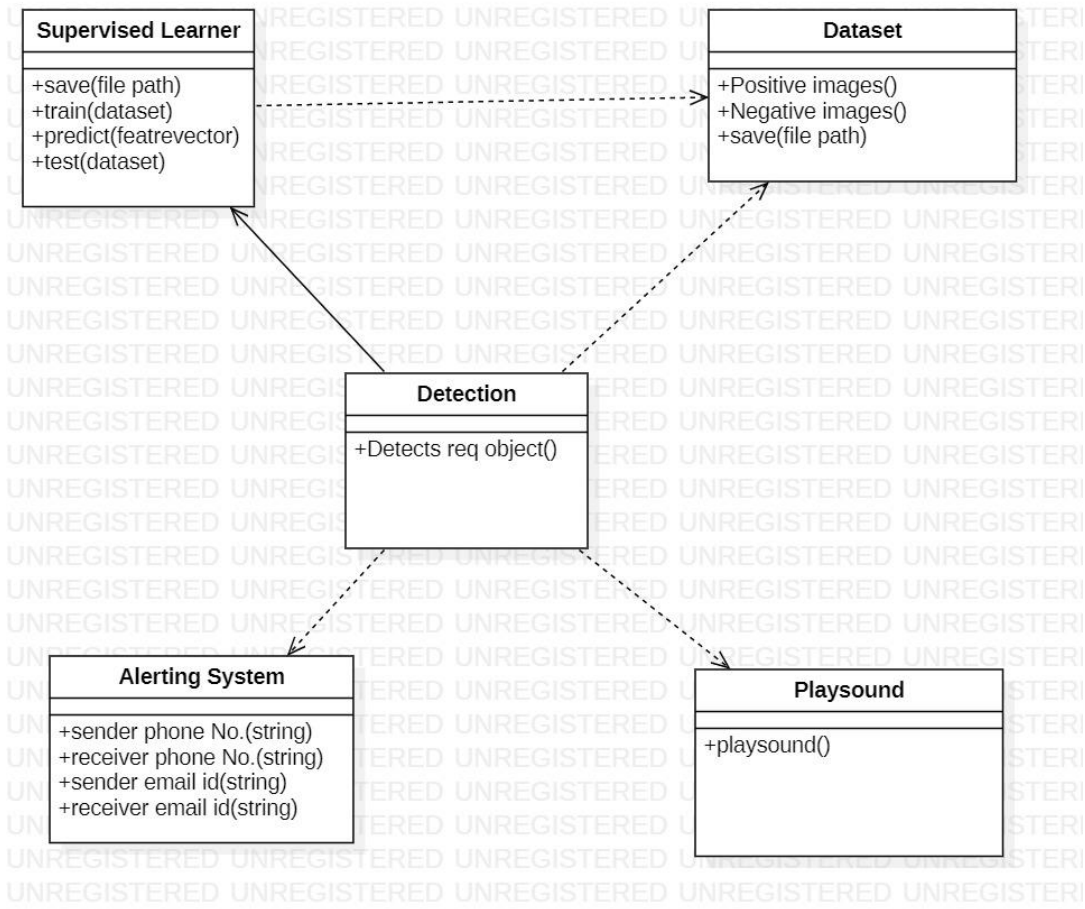 Supervised Learner
+save(file path)
+train(dataset)
+predict(featrevector)
+test(dataset)
Dataset
+Positive images()
+Negative images()
+save(file path)
Detection
+Detects req object()
Alerting System
+sender phone No.(string)
+receiver phone No.(string)
+sender email id(string)
+receiver email id(string)
Playsound
+playsound()
UNREGISTERED